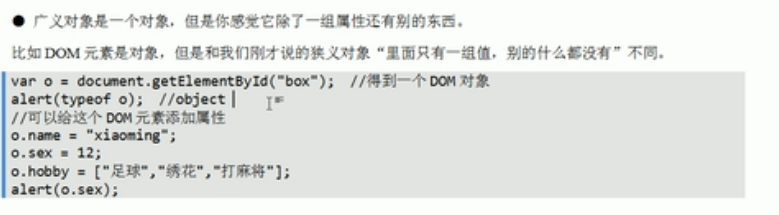 ● 广义对象是一个对象，但是你感觉它除了一组属性还有别的东西。
比如 DOM 元素是对象，但是和我们刚才说的狭义对象“里面只有一组值，别的什么都没有”不同。
var o = document.getElementById("box");  //得到一个 DOM 对象
alert(typeof o);  //object
//可以给这个 DOM 元素添加属性
o.name = "xiaoming";
o.sex = 12;
o.hobby = ["足球","绣花","打麻将"];
alert(o.sex);